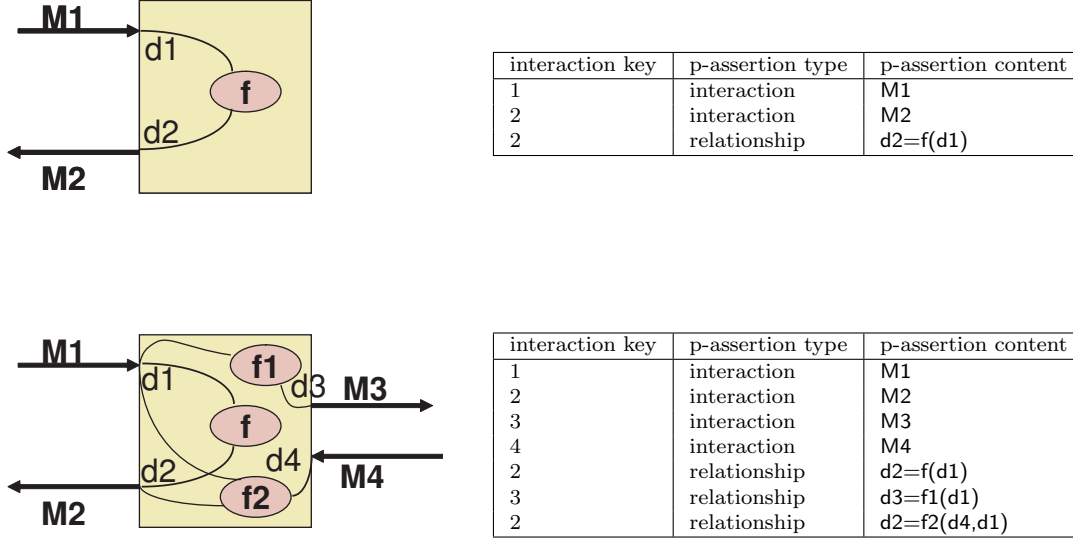 M1
d1
f
d2
M2
interaction key p-assertion type p-assertion content
1 interaction M1
2 interaction M2
2 relationship d2=f(d1)
M1
d1
f1
d3
M3
f
d2
d4
M4
f2
M2
interaction key p-assertion type p-assertion content
1 interaction M1
2 interaction M2
3 interaction M3
4 interaction M4
2 relationship d2=f(d1)
3 relationship d3=f1(d1)
2 relationship d2=f2(d4,d1)